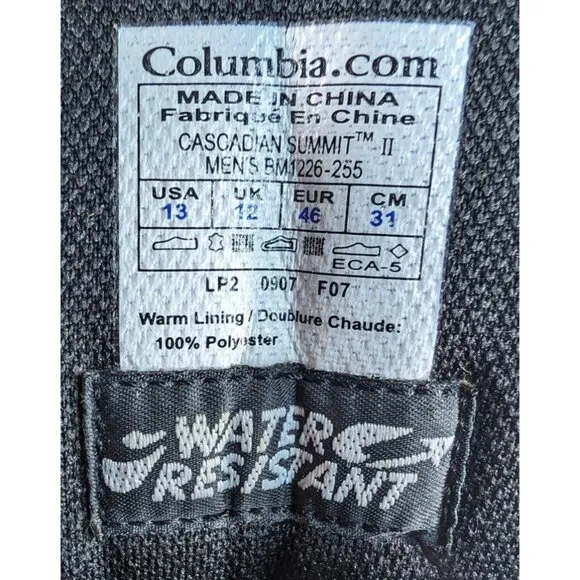 Columbia.com
MADE IN CHINA
Fabriqué En Chine
CASCADIAN SUMMIT™ II
MEN'S BM1226-255
USA UK EUR CM
13 12 46 31
ECA-5
LP2 0907 F07
Warm Lining / Doublure Chaude:
100% Polyester
WATER
RESISTANT